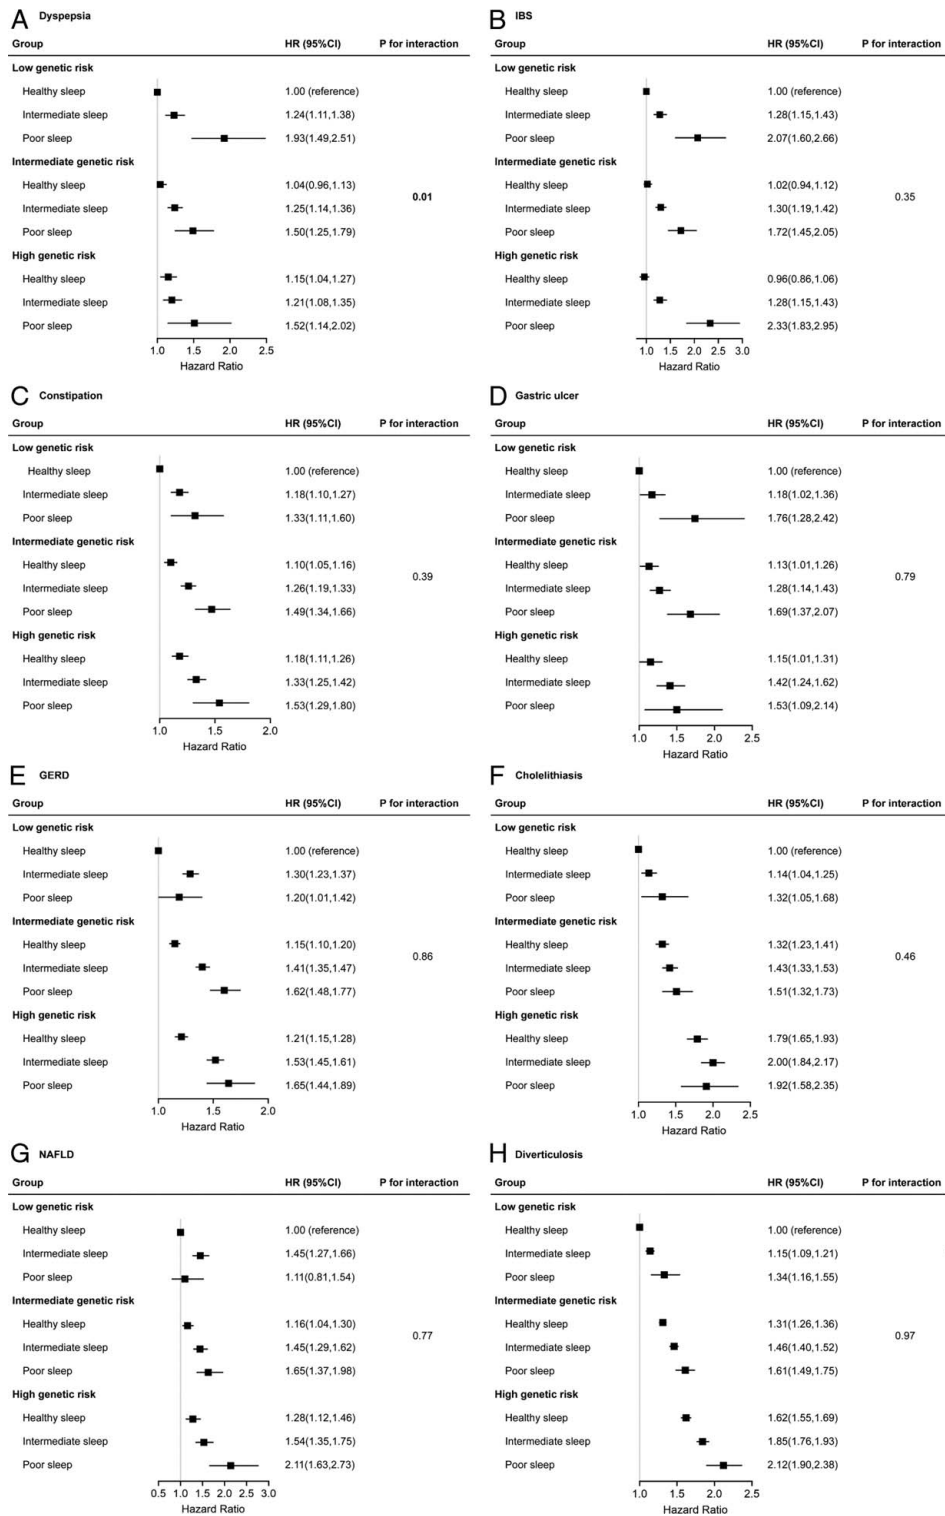 A Dyspepsia
Group HR (95%CI) P for interaction
Low genetic risk
Healthy sleep 1.00 (reference)
Intermediate sleep 1.24(1.11,1.38)
Poor sleep 1.93(1.49,2.51)
Intermediate genetic risk
Healthy sleep 1.04(0.96,1.13)
0.01
Intermediate sleep 1.25(1.14,1.36)
Poor sleep 1.50(1.25,1.79)
High genetic risk
Healthy sleep 1.15(1.04,1.27)
Intermediate sleep 1.21(1.08,1.35)
Poor sleep 1.52(1.14,2.02)
1.0 1.5 2.0 2.5
Hazard Ratio
B IBS
Group HR (95%CI) P for interaction
Low genetic risk
Healthy sleep 1.00 (reference)
Intermediate sleep 1.28(1.15,1.43)
Poor sleep 2.07(1.60,2.66)
Intermediate genetic risk
Healthy sleep 1.02(0.94,1.12)
0.35
Intermediate sleep 1.30(1.19,1.42)
Poor sleep 1.72(1.45,2.05)
High genetic risk
Healthy sleep 0.96(0.86,1.06)
Intermediate sleep 1.28(1.15,1.43)
Poor sleep 2.33(1.83,2.95)
1.0 1.5 2.0 2.5 3.0
Hazard Ratio
C Constipation
Group HR (95%CI) P for interaction
Low genetic risk
Healthy sleep 1.00 (reference)
Intermediate sleep 1.18(1.10,1.27)
Poor sleep 1.33(1.11,1.60)
Intermediate genetic risk
Healthy sleep 1.10(1.05,1.16)
0.39
Intermediate sleep 1.26(1.19,1.33)
Poor sleep 1.49(1.34,1.66)
High genetic risk
Healthy sleep 1.18(1.11,1.26)
Intermediate sleep 1.33(1.25,1.42)
Poor sleep 1.53(1.29,1.80)
1.0 1.5 2.0
Hazard Ratio
D Gastric ulcer
Group HR (95%CI) P for interaction
Low genetic risk
Healthy sleep 1.00 (reference)
Intermediate sleep 1.18(1.02,1.36)
Poor sleep 1.76(1.28,2.42)
Intermediate genetic risk
Healthy sleep 1.13(1.01,1.26)
0.79
Intermediate sleep 1.28(1.14,1.43)
Poor sleep 1.69(1.37,2.07)
High genetic risk
Healthy sleep 1.15(1.01,1.31)
Intermediate sleep 1.42(1.24,1.62)
Poor sleep 1.53(1.09,2.14)
1.0 1.5 2.0 2.5
Hazard Ratio
E GERD
Group HR (95%CI) P for interaction
Low genetic risk
Healthy sleep 1.00 (reference)
Intermediate sleep 1.30(1.23,1.37)
Poor sleep 1.20(1.01,1.42)
Intermediate genetic risk
Healthy sleep 1.15(1.10,1.20)
0.86
Intermediate sleep 1.41(1.35,1.47)
Poor sleep 1.62(1.48,1.77)
High genetic risk
Healthy sleep 1.21(1.15,1.28)
Intermediate sleep 1.53(1.45,1.61)
Poor sleep 1.65(1.44,1.89)
1.0 1.5 2.0
Hazard Ratio
F Cholelithiasis
Group HR (95%CI) P for interaction
Low genetic risk
Healthy sleep 1.00 (reference)
Intermediate sleep 1.14(1.04,1.25)
Poor sleep 1.32(1.05,1.68)
Intermediate genetic risk
Healthy sleep 1.32(1.23,1.41)
0.46
Intermediate sleep 1.43(1.33,1.53)
Poor sleep 1.51(1.32,1.73)
High genetic risk
Healthy sleep 1.79(1.65,1.93)
Intermediate sleep 2.00(1.84,2.17)
Poor sleep 1.92(1.58,2.35)
1.0 1.5 2.0 2.5
Hazard Ratio
G NAFLD
Group HR (95%CI) P for interaction
Low genetic risk
Healthy sleep 1.00 (reference)
Intermediate sleep 1.45(1.27,1.66)
Poor sleep 1.11(0.81,1.54)
Intermediate genetic risk
Healthy sleep 1.16(1.04,1.30)
0.77
Intermediate sleep 1.45(1.29,1.62)
Poor sleep 1.65(1.37,1.98)
High genetic risk
Healthy sleep 1.28(1.12,1.46)
Intermediate sleep 1.54(1.35,1.75)
Poor sleep 2.11(1.63,2.73)
0.5 1.0 1.5 2.0 2.5 3.0
Hazard Ratio
H Diverticulosis
Group HR (95%CI) P for interaction
Low genetic risk
Healthy sleep 1.00 (reference)
Intermediate sleep 1.15(1.09,1.21)
Poor sleep 1.34(1.16,1.55)
Intermediate genetic risk
Healthy sleep 1.31(1.26,1.36)
0.97
Intermediate sleep 1.46(1.40,1.52)
Poor sleep 1.61(1.49,1.75)
High genetic risk
Healthy sleep 1.62(1.55,1.69)
Intermediate sleep 1.85(1.76,1.93)
Poor sleep 2.12(1.90,2.38)
1.0 1.5 2.0 2.5
Hazard Ratio